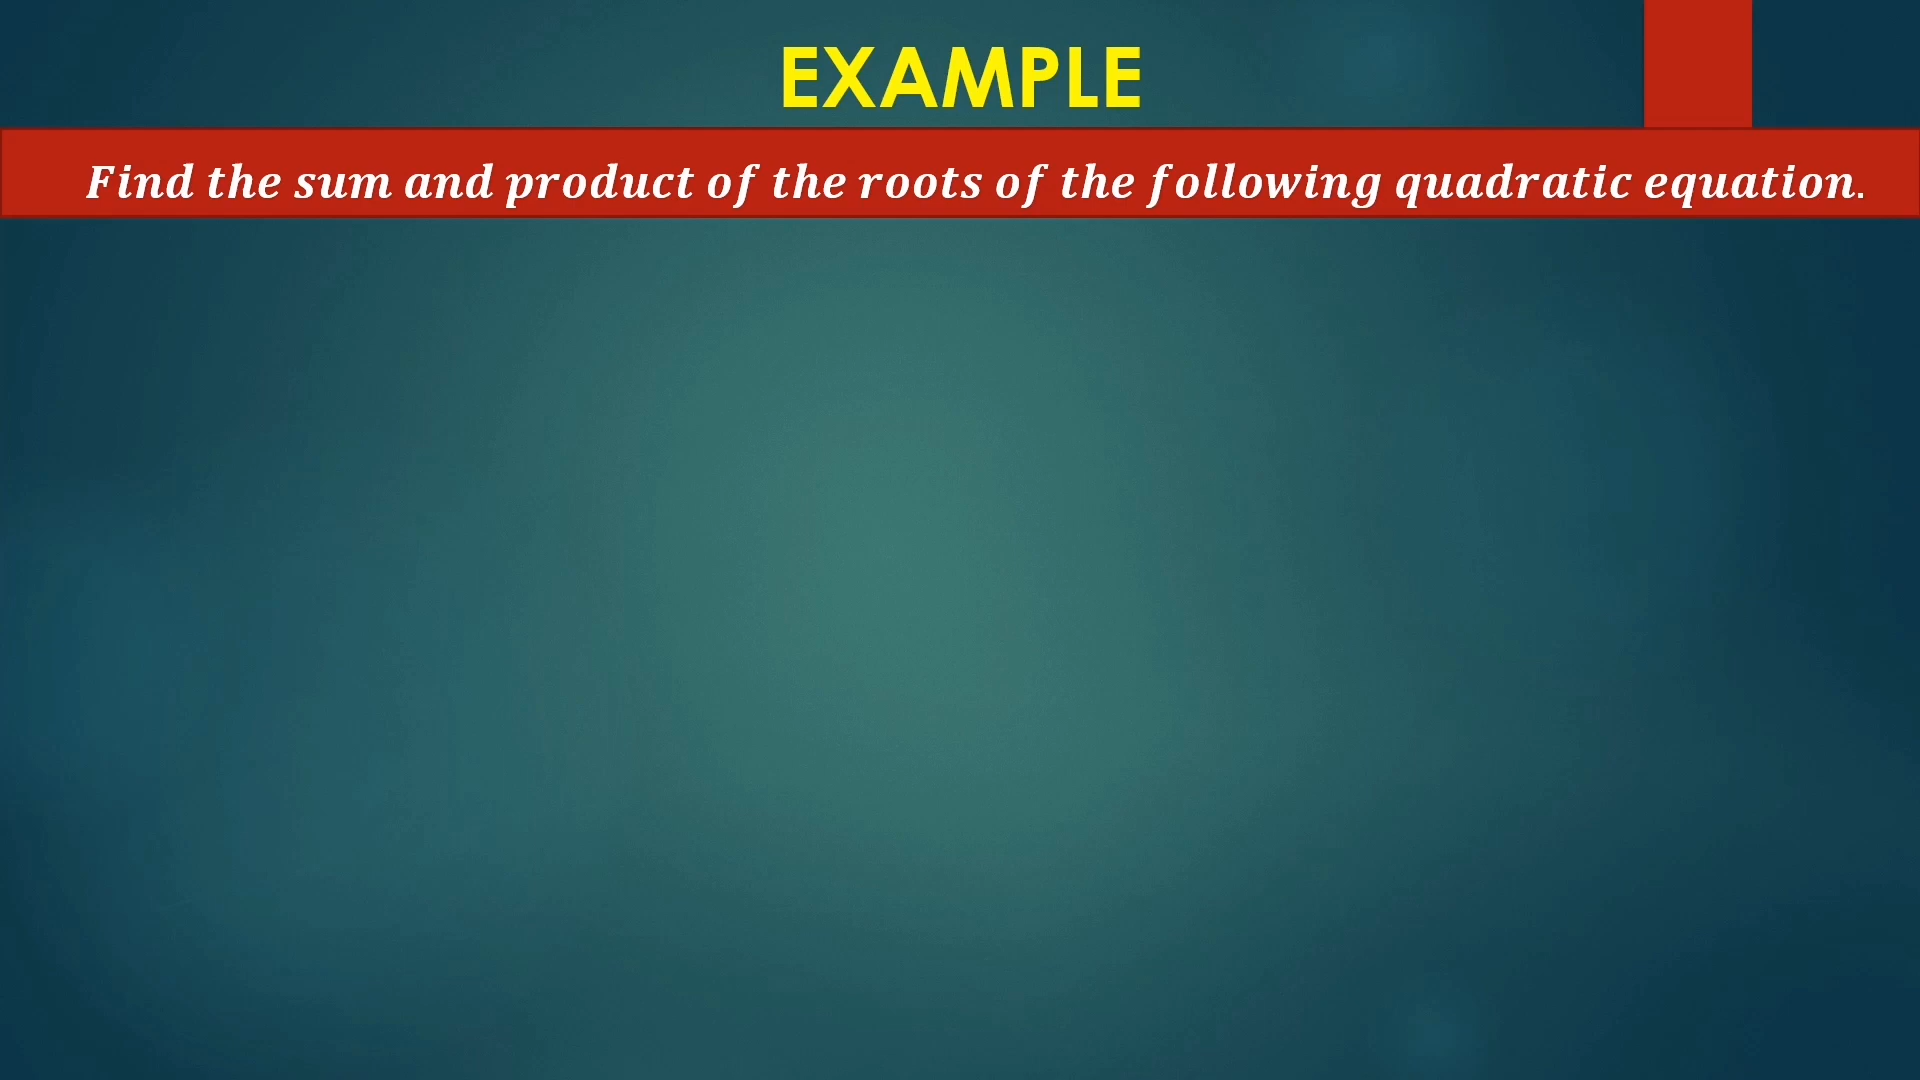 EXAMPLE
Find the sum and product of the roots of the following quadratic equation.